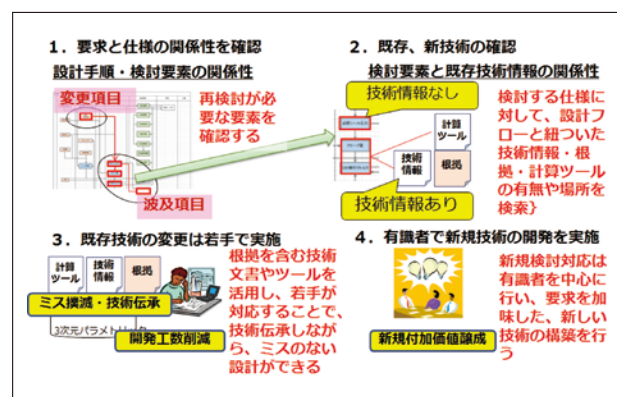 1．要求と仕様の関係性を確認
設計手順・検討要素の関係性
変更項目
再検討が必
要な要素を
確認する
波及項目
2．既存、新技術の確認
検討要素と既存技術情報の関係性
技術情報なし
計算
ツール
技術
情報
根拠
技術情報あり
検討する仕様に
対して、設計フ
ローと紐ついた
技術情報・根
拠・計算ツール
の有無や場所を
検索}
3．既存技術の変更は若手で実施
計算
ツール
技術
情報
根拠
ミス撲滅・技術伝承
3次元パラメトリック
開発工数削減
根拠を含む技術
文書やツールを
活用し、若手が
対応することで、
技術伝承しなが
ら、ミスのない
設計ができる
4．有識者で新規技術の開発を実施
新規付加価値醸成
新規検討対応は
有識者を中心に
行い、要求を加
味した、新しい
技術の構築を行
う